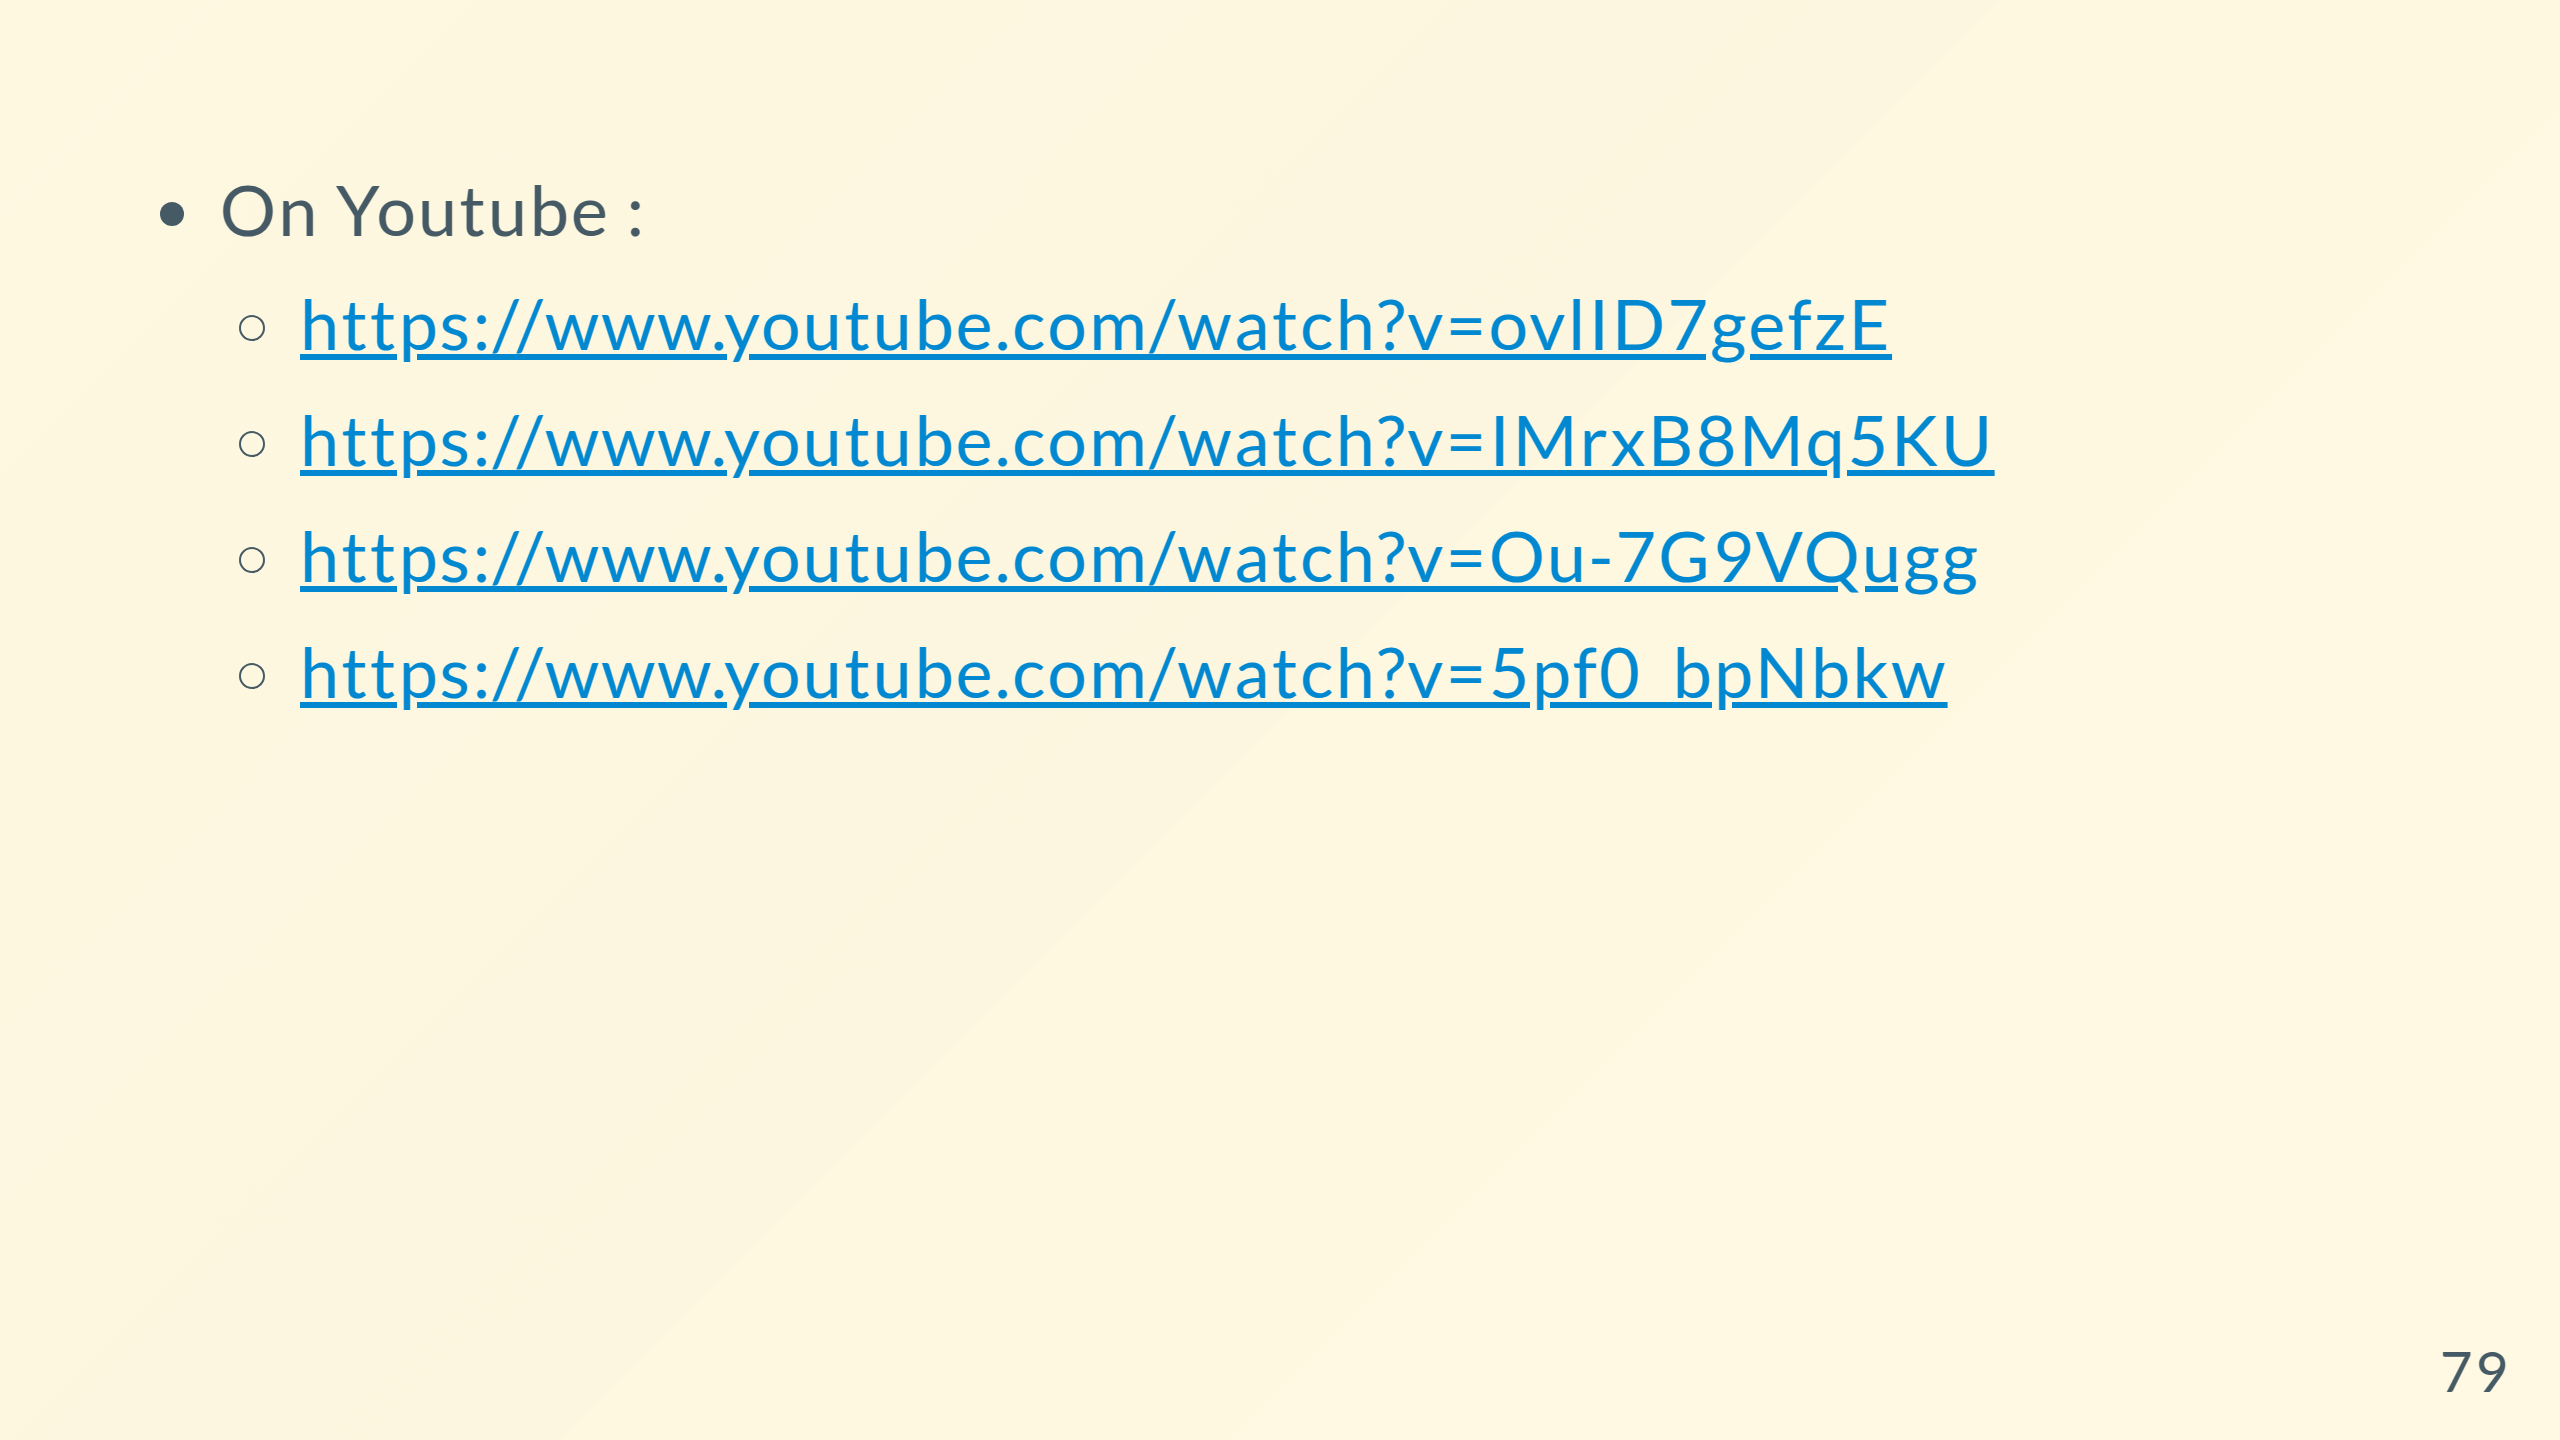 On Youtube :
https://www.youtube.com/watch?v=ovlID7gefzE
https://www.youtube.com/watch?v=IMrxB8Mq5KU
https://www.youtube.com/watch?v=Ou-7G9VQugg
https://www.youtube.com/watch?v=5pf0_bpNbkw
79